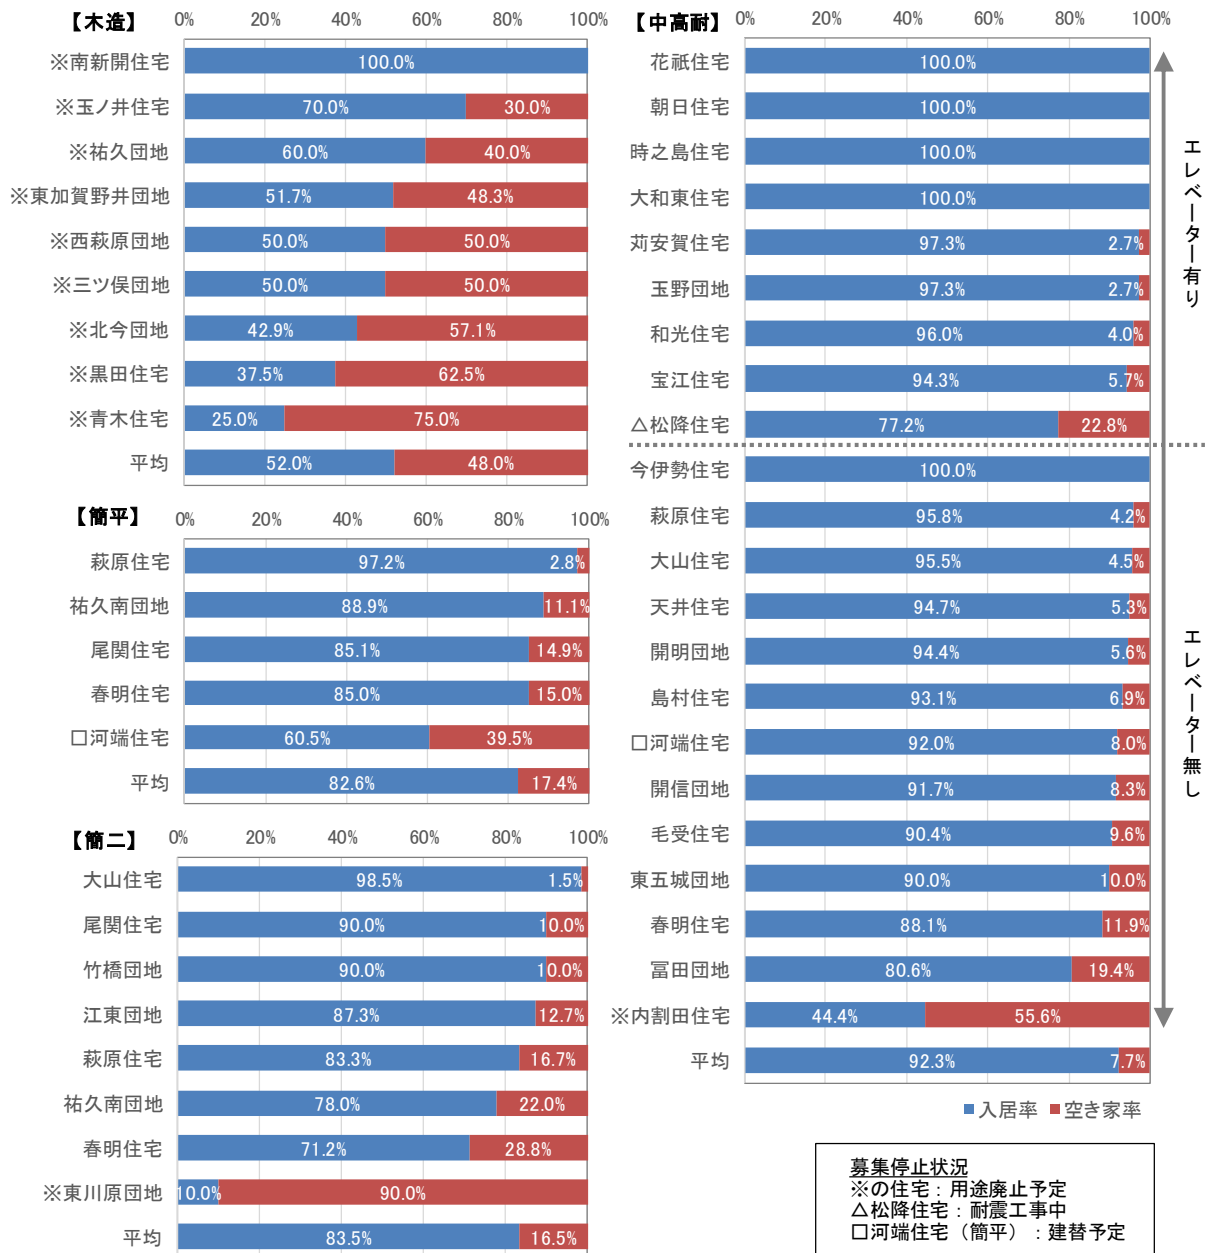 【木造】
0% 20% 40% 60% 80% 100%
※南新開住宅 100.0%
※玉ノ井住宅 70.0% 30.0%
※祐久団地 60.0% 40.0%
※東加賀野井団地 51.7% 48.3%
※西萩原団地 50.0% 50.0%
※三ツ俣団地 50.0% 50.0%
※北今団地 42.9% 57.1%
※黒田住宅 37.5% 62.5%
※青木住宅 25.0% 75.0%
平均 52.0% 48.0%
【簡平】
0% 20% 40% 60% 80% 100%
萩原住宅 97.2% 2.8%
祐久南団地 88.9% 11.1%
尾関住宅 85.1% 14.9%
春明住宅 85.0% 15.0%
□河端住宅 60.5% 39.5%
平均 82.6% 17.4%
【簡二】
0% 20% 40% 60% 80% 100%
大山住宅 98.5% 1.5%
尾関住宅 90.0% 10.0%
竹橋団地 90.0% 10.0%
江東団地 87.3% 12.7%
萩原住宅 83.3% 16.7%
祐久南団地 78.0% 22.0%
春明住宅 71.2% 28.8%
※東川原団地 10.0% 90.0%
平均 83.5% 16.5%
【中高耐】
0% 20% 40% 60% 80% 100%
花祇住宅 100.0%
朝日住宅 100.0%
時之島住宅 100.0%
大和東住宅 100.0%
苅安賀住宅 97.3% 2.7%
玉野団地 97.3% 2.7%
和光住宅 96.0% 4.0%
宝江住宅 94.3% 5.7%
△松降住宅 77.2% 22.8%
エレベーター有り
今伊勢住宅 100.0%
萩原住宅 95.8% 4.2%
大山住宅 95.5% 4.5%
天井住宅 94.7% 5.3%
開明団地 94.4% 5.6%
島村住宅 93.1% 6.9%
□河端住宅 92.0% 8.0%
開信団地 91.7% 8.3%
毛受住宅 90.4% 9.6%
東五城団地 90.0% 10.0%
春明住宅 88.1% 11.9%
冨田団地 80.6% 19.4%
※内割田住宅 44.4% 55.6%
平均 92.3% 7.7%
エレベーター無し
入居率 空き家率
募集停止状況
※の住宅：用途廃止予定
△松降住宅：耐震工事中
□河端住宅（簡平）：建替予定